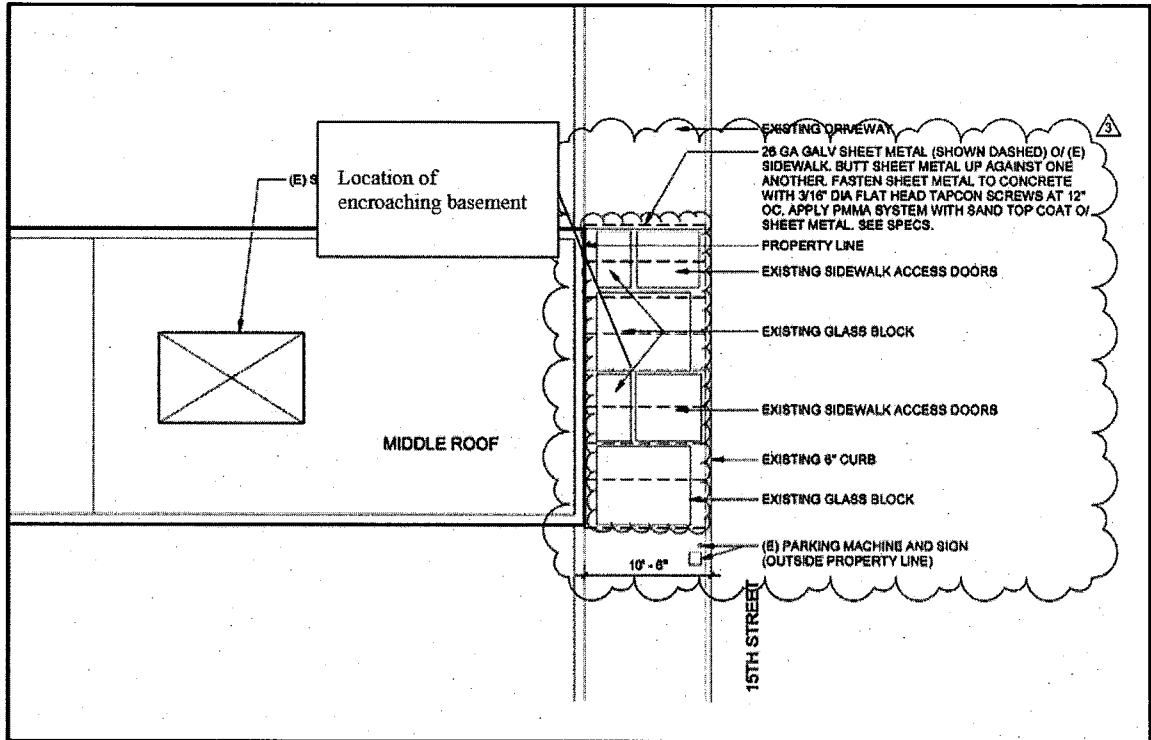 EXISTING DRIVEWAY
3
26 GA GALV SHEET METAL (SHOWN DASHED) O/ (E)
SIDEWALK. BUTT SHEET METAL UP AGAINST ONE
ANOTHER. FASTEN SHEET METAL TO CONCRETE
WITH 3/16" DIA FLAT HEAD TAPCON SCREWS AT 12"
OC. APPLY PMMA SYSTEM WITH SAND TOP COAT O/
SHEET METAL. SEE SPECS.
(E) S
Location of
encroaching basement
PROPERTY LINE
EXISTING SIDEWALK ACCESS DOORS
EXISTING GLASS BLOCK
EXISTING SIDEWALK ACCESS DOORS
MIDDLE ROOF
EXISTING 6" CURB
EXISTING GLASS BLOCK
(E) PARKING MACHINE AND SIGN
(OUTSIDE PROPERTY LINE)
10' - 6"
15TH STREET